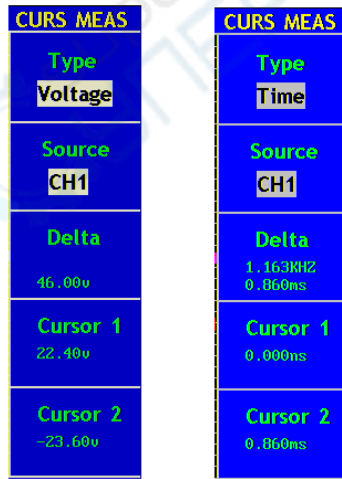 CURS MEAS
Type
Voltage
Source
CH1
Delta
46.00v
Cursor 1
22.40v
Cursor 2
-23.60v
CURS MEAS
Type
Time
Source
CH1
Delta
1.163KHZ
0.860ms
Cursor 1
0.000ns
Cursor 2
0.860ms